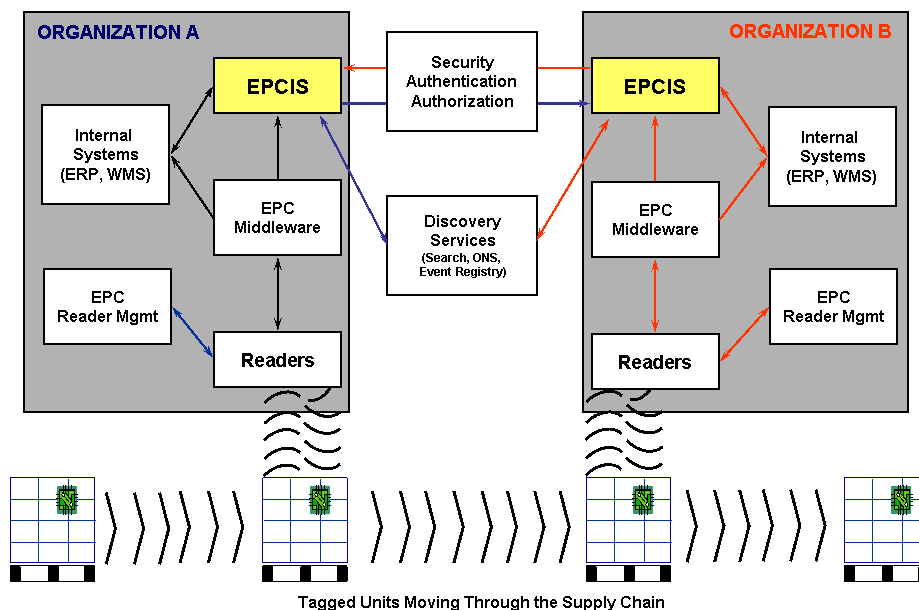 ORGANIZATION A
EPCIS
Internal
Systems
(ERP, WMS)
EPC
Middleware
EPC
Reader Mgmt
Readers
Security
Authentication
Authorization
Discovery
Services
(Search, ONS,
Event Registry)
ORGANIZATION B
EPCIS
Internal
Systems
(ERP, WMS)
EPC
Middleware
EPC
Reader Mgmt
Readers
Tagged Units Moving Through the Supply Chain